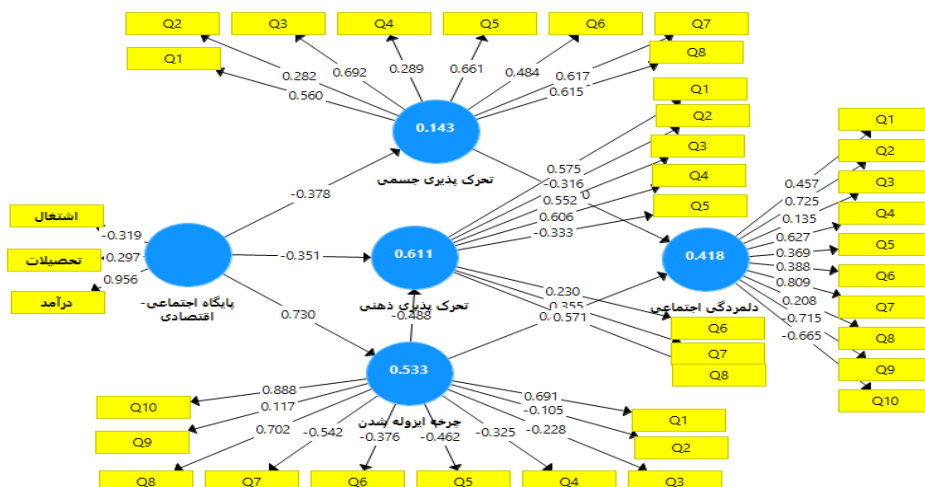 Q2
Q3
Q4
Q5
Q6
Q7
Q1
Q8
0.282
0.692
0.289
0.661
0.484
0.617
0.560
0.615
0.143
تحرک پذیری جسمی
Q1
Q2
Q3
Q4
Q5
0.575
-0.316
0.552
0.606
-0.333
-0.378
اشتغال
تحصیلات
درآمد
-0.319
0.297
0.956
پایگاه اجتماعی-
اقتصادی
-0.351
0.611
تحرک پذیری ذهنی
0.730
-0.488
0.230
-0.355
0.571
Q6
Q7
Q8
0.418
دلمردگی اجتماعی
0.457
0.725
0.135
0.627
0.369
0.388
0.809
0.208
-0.715
-0.665
Q1
Q2
Q3
Q4
Q5
Q6
Q7
Q8
Q9
Q10
0.533
چرخه ایزوله شدن
0.888
0.117
0.702
-0.542
-0.376
-0.462
-0.325
-0.228
-0.105
0.691
Q10
Q9
Q8
Q7
Q6
Q5
Q4
Q3
Q2
Q1